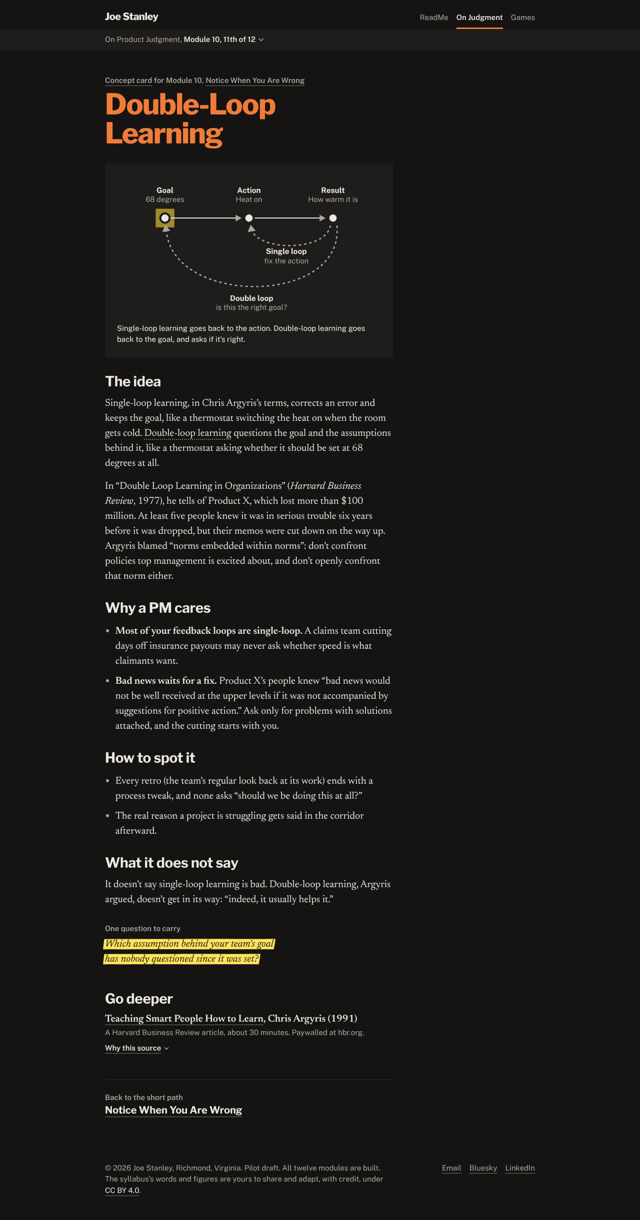 Joe Stanley
ReadMe On Judgment Games
On Product Judgment, Module 10, 11th of 12
Concept card for Module 10, Notice When You Are Wrong
Double-Loop
Learning
Goal Action Result
68 degrees Heat on How warm it is
Single loop
fix the action
Double loop
is this the right goal?
Single-loop learning goes back to the action. Double-loop learning goes
back to the goal, and asks if it's right.
The idea
Single-loop learning, in Chris Argyris’s terms, corrects an error and
keeps the goal, like a thermostat switching the heat on when the room
gets cold. Double-loop learning questions the goal and the assumptions
behind it, like a thermostat asking whether it should be set at 68
degrees at all.
In “Double Loop Learning in Organizations” (Harvard Business
Review, 1977), he tells of Product X, which lost more than $100
million. At least five people knew it was in serious trouble six years
before it was dropped, but their memos were cut down on the way up.
Argyris blamed “norms embedded within norms”: don’t confront
policies top management is excited about, and don’t openly confront
that norm either.
Why a PM cares
Most of your feedback loops are single-loop. A claims team cutting
days off insurance payouts may never ask whether speed is what
claimants want.
Bad news waits for a fix. Product X’s people knew “bad news would
not be well received at the upper levels if it was not accompanied by
suggestions for positive action.” Ask only for problems with solutions
attached, and the cutting starts with you.
How to spot it
Every retro (the team’s regular look back at its work) ends with a
process tweak, and none asks “should we be doing this at all?”
The real reason a project is struggling gets said in the corridor
afterward.
What it does not say
It doesn’t say single-loop learning is bad. Double-loop learning, Argyris
argued, doesn’t get in its way: “indeed, it usually helps it.”
One question to carry
Which assumption behind your team’s goal
has nobody questioned since it was set?
Go deeper
Teaching Smart People How to Learn, Chris Argyris (1991)
A Harvard Business Review article, about 30 minutes. Paywalled at hbr.org.
Why this source
Back to the short path
Notice When You Are Wrong
© 2026 Joe Stanley, Richmond, Virginia. Pilot draft. All twelve modules are built.
The syllabus’s words and figures are yours to share and adapt, with credit, under
CC BY 4.0.
Email Bluesky LinkedIn